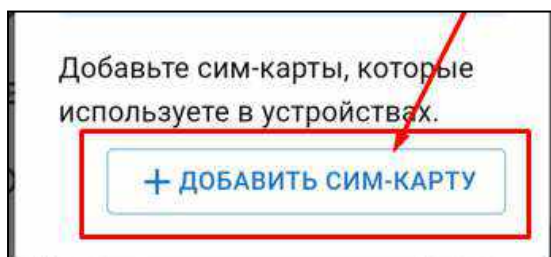 Добавьте сим-карты, которые
используете в устройствах.
+ ДОБАВИТЬ СИМ-КАРТУ